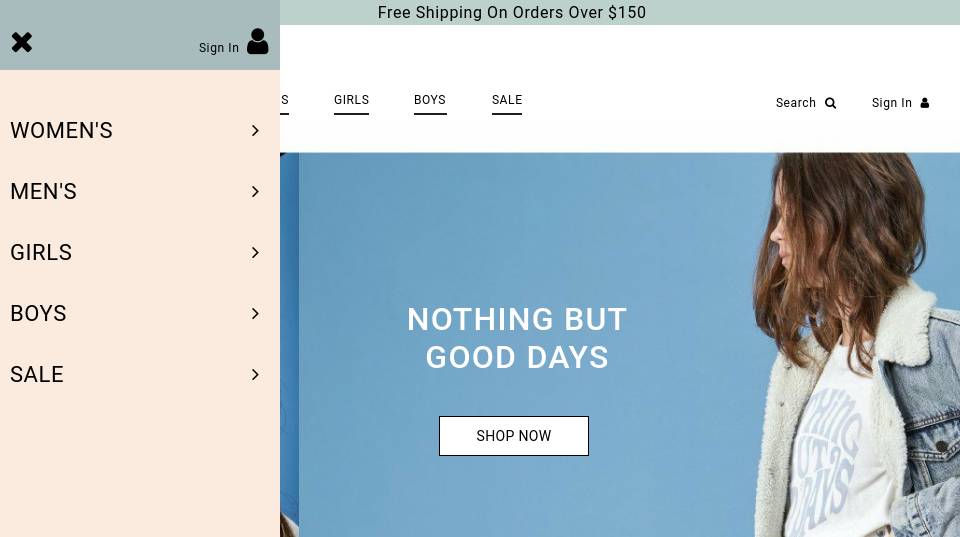 Free Shipping On Orders Over $150
Sign In
WOMEN'S
MEN'S
GIRLS
BOYS
SALE
GIRLS BOYS SALE
Search Sign In
NOTHING BUT
GOOD DAYS
SHOP NOW